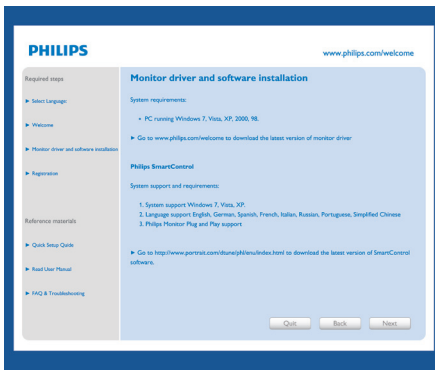 PHILIPS
www.philips.com/welcome
Required steps
▶ Select Language:
▶ Welcome
▶ Monitor driver and software installation
▶ Registration
Reference materials
▶ Quick Setup Quide
▶ Read User Manual
▶ FAQ & Troubleshooting
Monitor driver and software installation
System requirements:
• PC running Windows 7, Vista, XP, 2000, 98.
▶ Go to www.philips.com/welcome to download the latest version of monitor driver
Philips SmartControl
System support and requirements:
1. System support Windows 7, Vista, XP.
2. Language support English, German, Spanish, French, Italian, Russian, Portuguese, Simplified Chinese
3. Philips Monitor Plug and Play support
▶ Go to http://www.portrait.com/dtune/phl/enu/index.html to download the latest version of SmartControl
software.
Quit
Back
Next